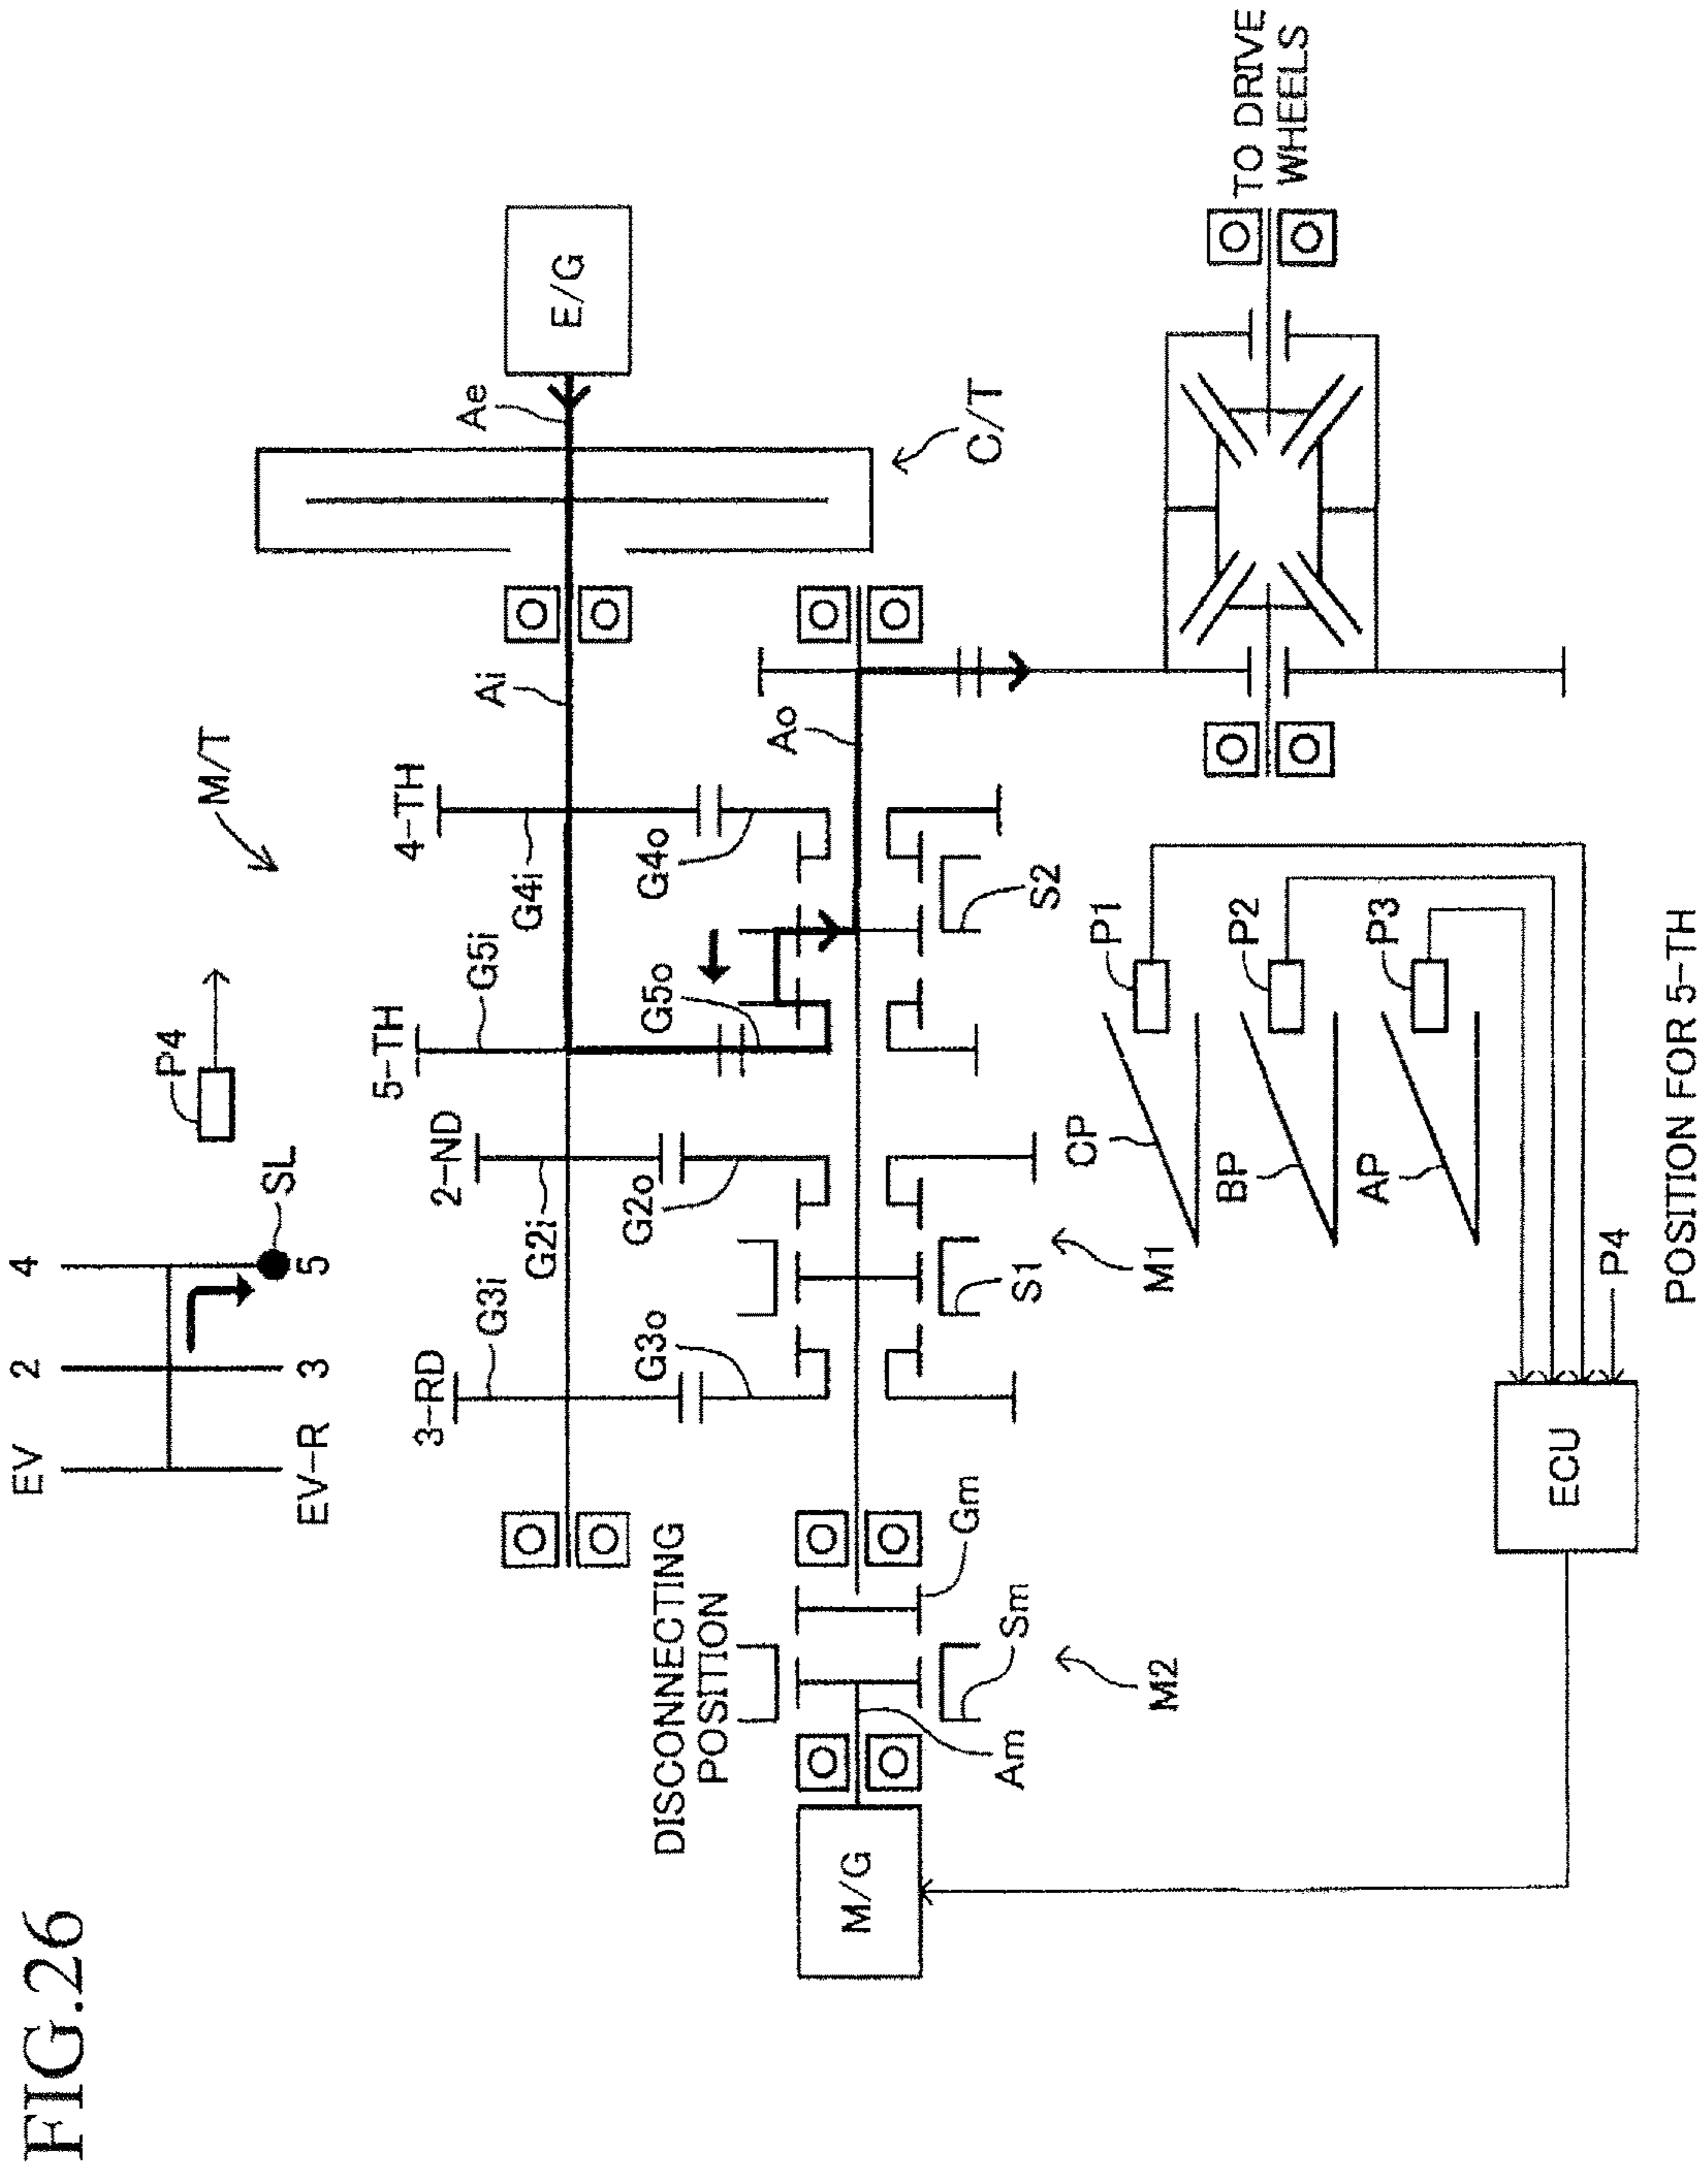 FIG.26
EV
2
4
EV-R
3
5
SL
P4
M/T
3-RD
2-ND
5-TH
4-TH
G3i
G2i
G5i
G4i
Ai
Ae
E/G
C/T
G3o
G2o
G5o
G4o
Ao
DISCONNECTING
POSITION
M/G
Am
Sm
Gm
M2
S1
M1
S2
CP
BP
AP
P1
P2
P3
P4
ECU
TO DRIVE
WHEELS
POSITION FOR 5-TH